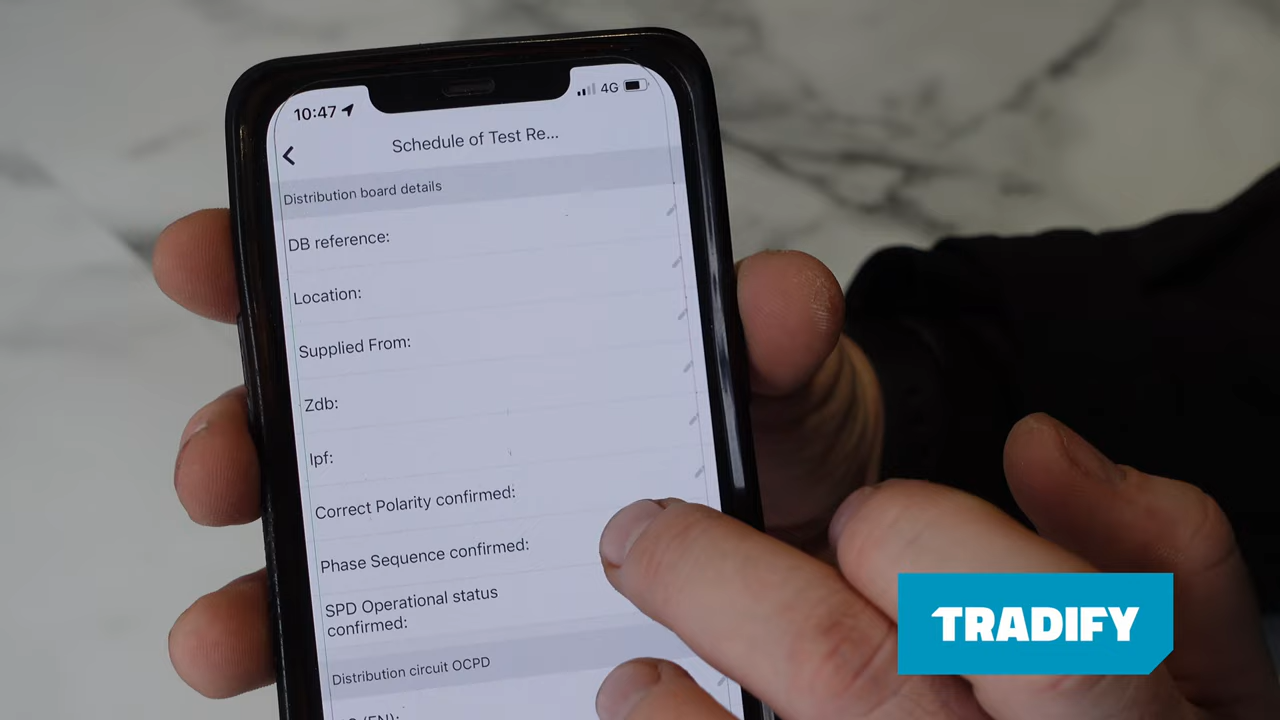 10:47
4G
Schedule of Test Re...
Distribution board details
DB reference:
Location:
Supplied From:
Zdb:
Ipf:
Correct Polarity confirmed:
Phase Sequence confirmed:
SPD Operational status
confirmed:
Distribution circuit OCPD
TRADIFY